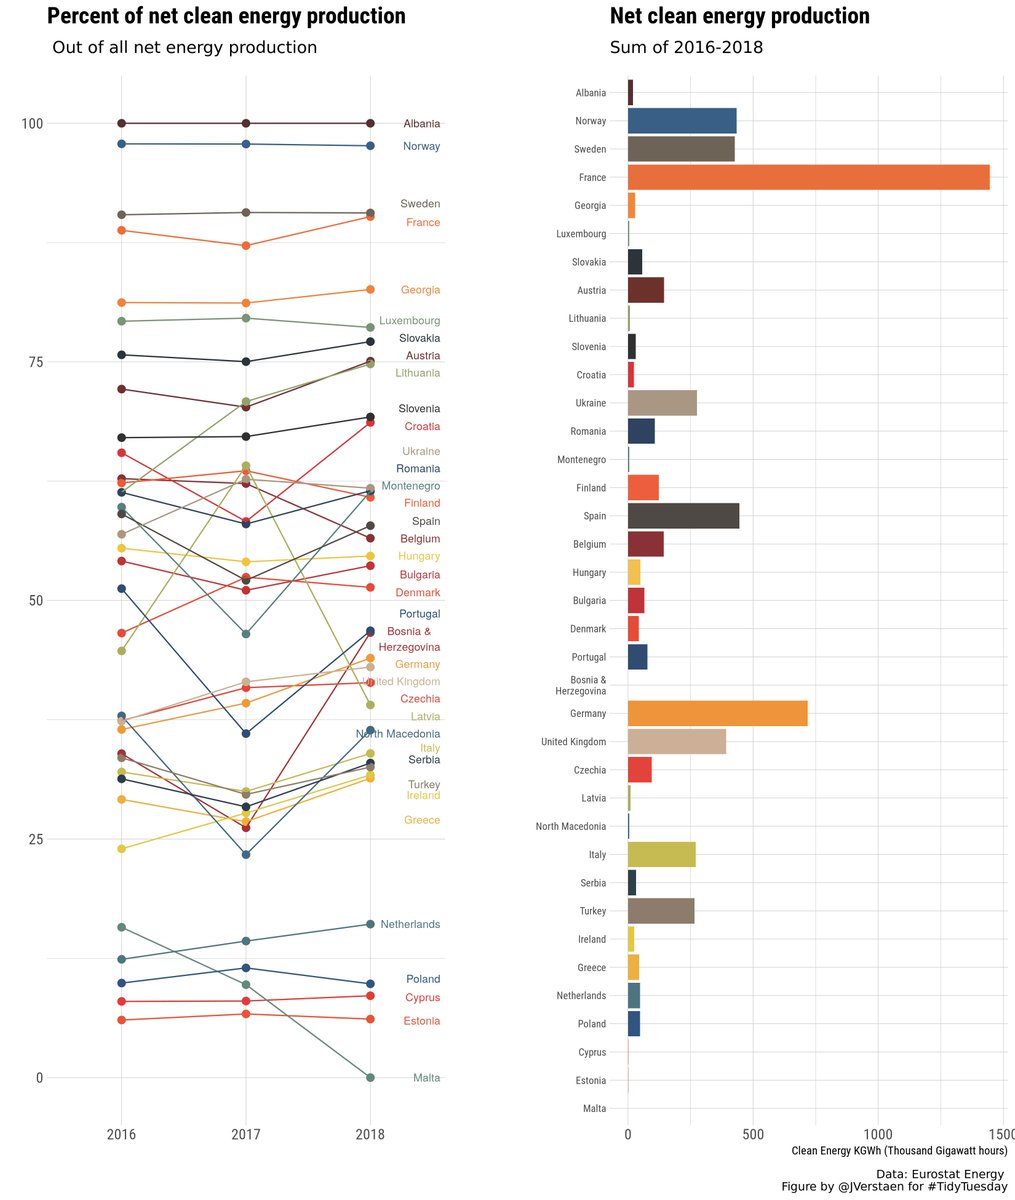 Percent of net clean energy production
Out of all net energy production
100
75
50
25
0
Albania
Norway
Sweden
France
Georgia
Luxembourg
Slovakia
Austria
Lithuania
Slovenia
Croatia
Ukraine
Romania
Montenegro
Finland
Spain
Belgium
Hungary
Bulgaria
Denmark
Portugal
Bosnia &
Herzegovina
Germany
United Kingdom
Czechia
Latvia
North Macedonia
Italy
Serbia
Turkey
Ireland
Greece
Netherlands
Poland
Cyprus
Estonia
Malta
2016 2017 2018
Net clean energy production
Sum of 2016-2018
Albania
Norway
Sweden
France
Georgia
Luxembourg
Slovakia
Austria
Lithuania
Slovenia
Croatia
Ukraine
Romania
Montenegro
Finland
Spain
Belgium
Hungary
Bulgaria
Denmark
Portugal
Bosnia &
Herzegovina
Germany
United Kingdom
Czechia
Latvia
North Macedonia
Italy
Serbia
Turkey
Ireland
Greece
Netherlands
Poland
Cyprus
Estonia
Malta
0 500 1000 1500
Clean Energy KGWh (Thousand Gigawatt hours)
Data: Eurostat Energy
Figure by @JVerstaen for #TidyTuesday